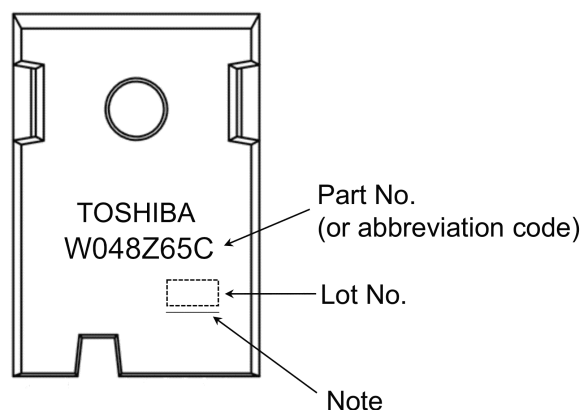 TOSHIBA
W048Z65C
Part No.
(or abbreviation code)
Lot No.
Note